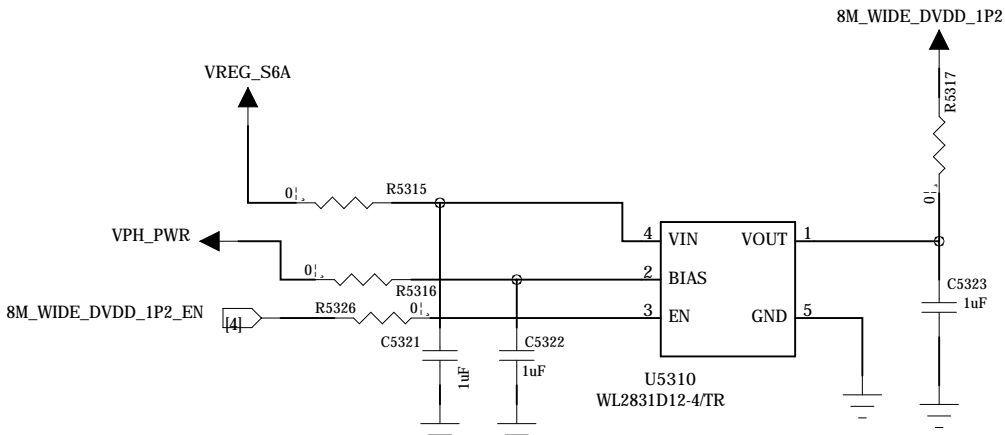 8M_WIDE_DVDD_1P2
VREG_S6A
R5317
0
R5315
0
VPH_PWR
4 VIN VOUT 1
0
R5316
2 BIAS
8M_WIDE_DVDD_1P2_EN
[4]
R5326
0
3 EN GND 5
C5323
1uF
C5321
1uF
C5322
1uF
U5310
WL2831D12-4/TR